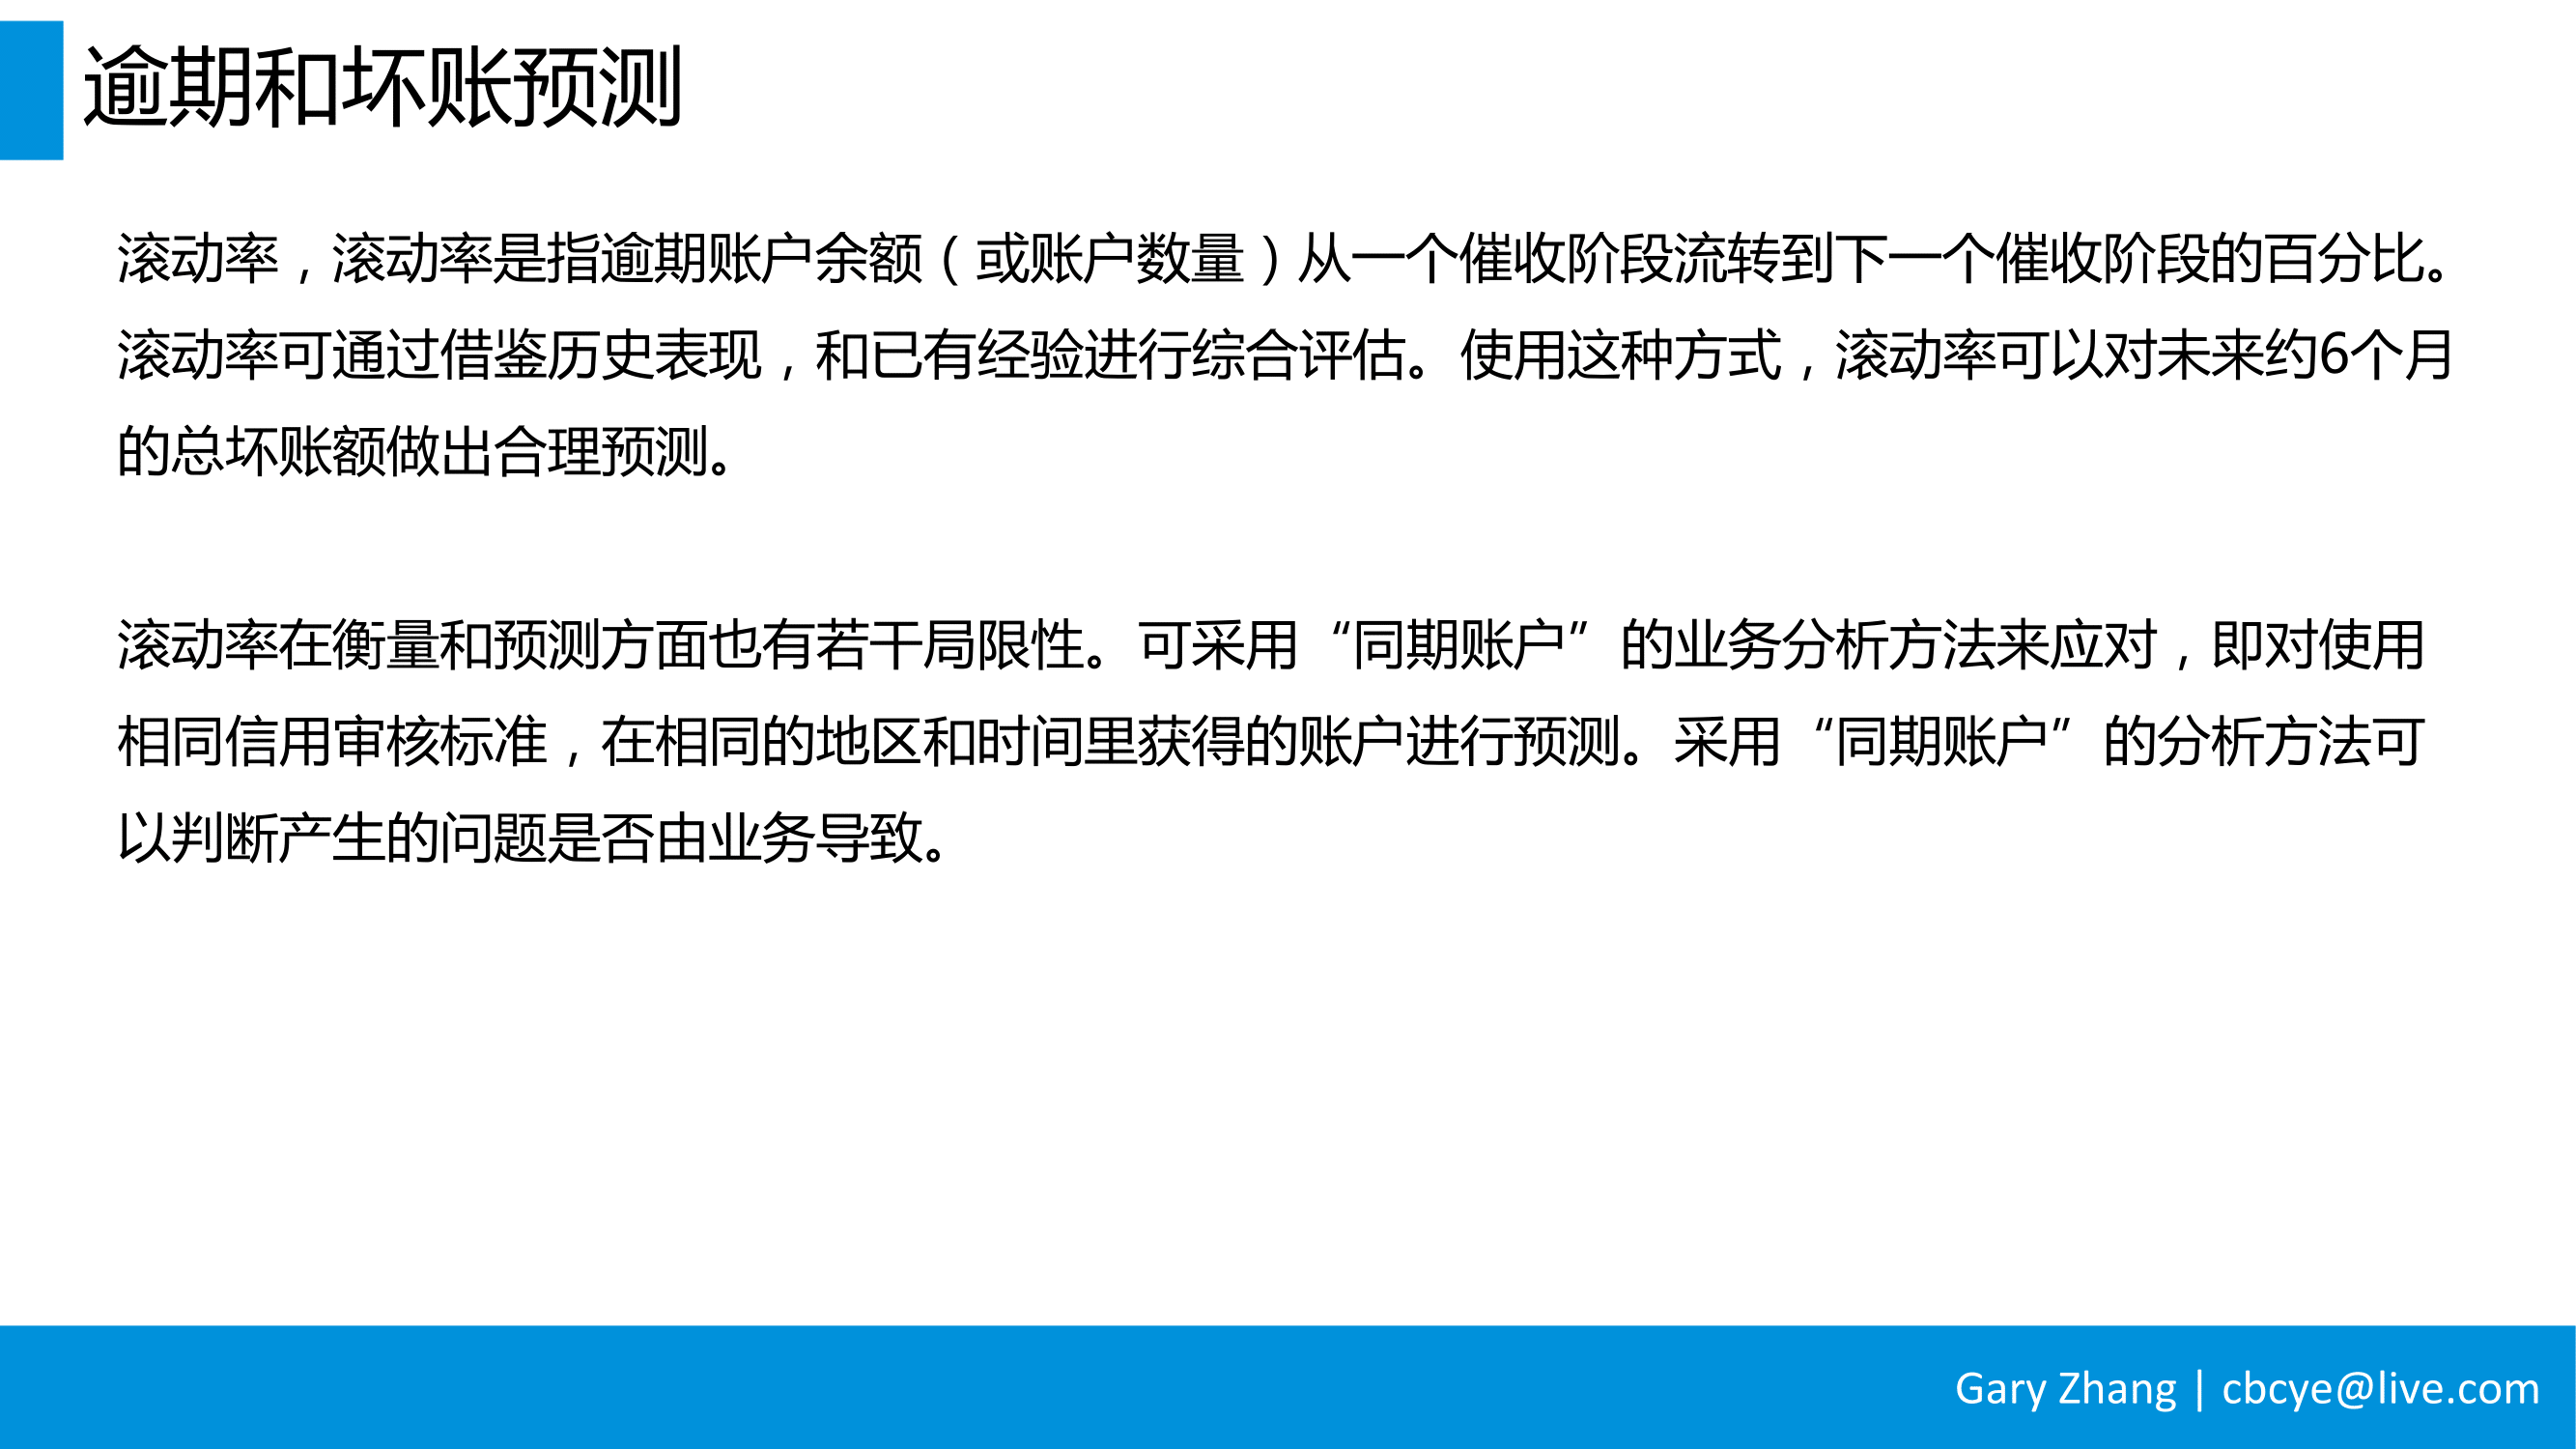 逾期和坏账预测
滚动率，滚动率是指逾期账户余额（或账户数量）从一个催收阶段流转到下一个催收阶段的百分比。
滚动率可通过借鉴历史表现，和已有经验进行综合评估。使用这种方式，滚动率可以对未来约6个月
的总坏账额做出合理预测。
滚动率在衡量和预测方面也有若干局限性。可采用“同期账户”的业务分析方法来应对，即对使用
相同信用审核标准，在相同的地区和时间里获得的账户进行预测。采用“同期账户”的分析方法可
以判断产生的问题是否由业务导致。
Gary Zhang | cbcye@live.com